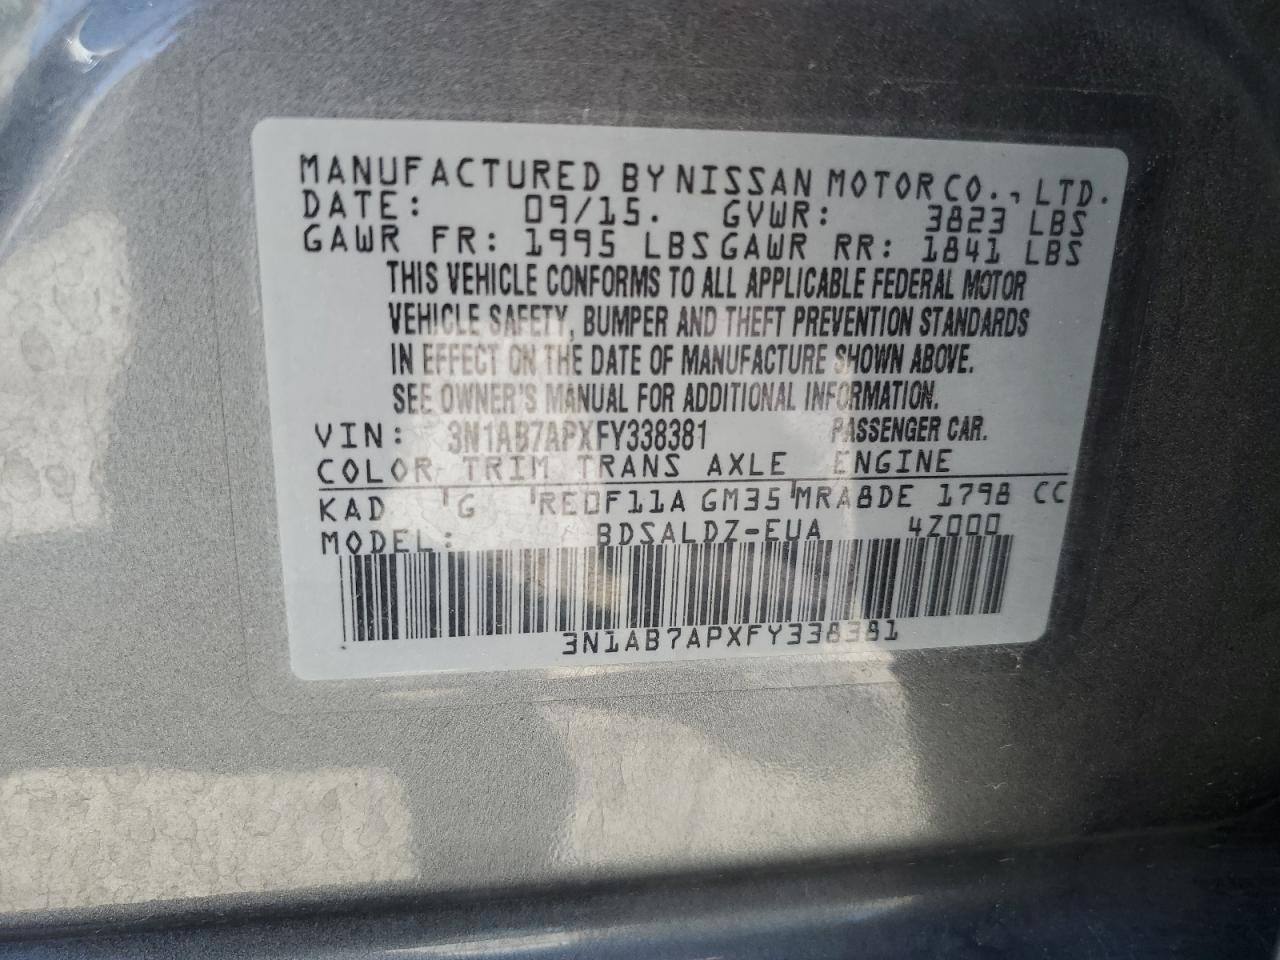 MANUFACTURED BY NISSAN MOTOR CO., LTD.
DATE: 09/15. GVWR: 3823 LBS
GAWR FR: 1995 LBS GAWR RR: 1841 LBS
THIS VEHICLE CONFORMS TO ALL APPLICABLE FEDERAL MOTOR
VEHICLE SAFETY, BUMPER AND THEFT PREVENTION STANDARDS
IN EFFECT ON THE DATE OF MANUFACTURE SHOWN ABOVE.
SEE OWNER'S MANUAL FOR ADDITIONAL INFORMATION.
VIN: 3N1AB7APXFY338381 PASSENGER CAR.
COLOR TRIM TRANS AXLE ENGINE
KAD G RE0F11A GM35 MRA8DE 1798 CC
MODEL: BDSALDZ-EUA 4Z000
3N1AB7APXFY338381